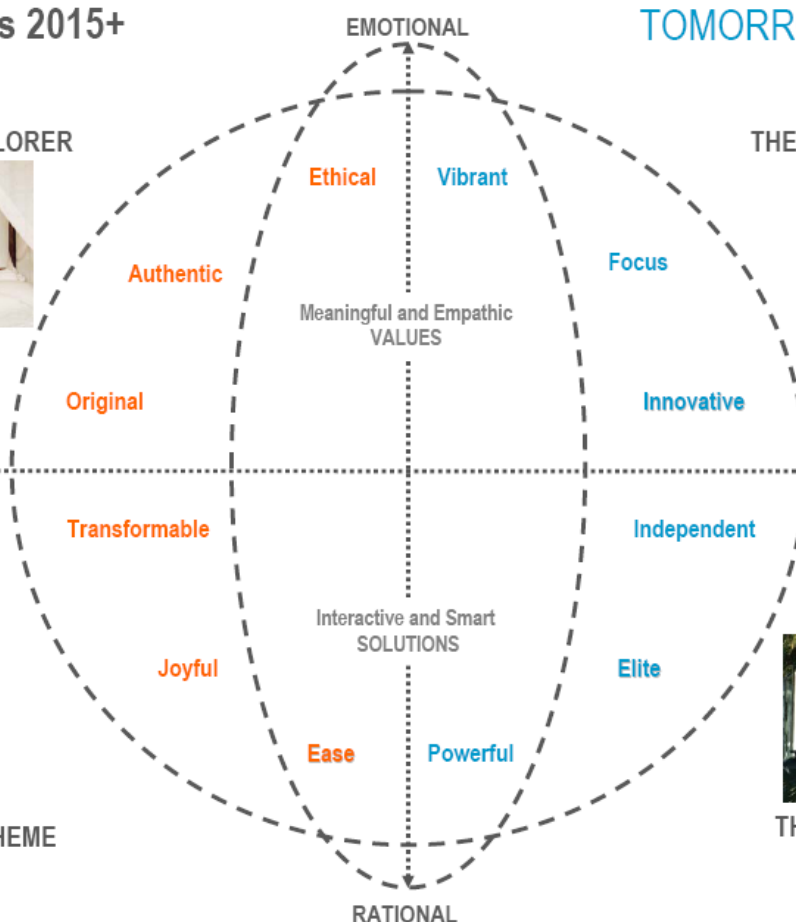 s 2015+
EMOTIONAL
TOMORR
LORER
THE
Ethical
Vibrant
Authentic
Focus
Meaningful and Empathic
VALUES
Original
Innovative
Transformable
Independent
Interactive and Smart
SOLUTIONS
Joyful
Elite
Ease
Powerful
HEME
TH
RATIONAL